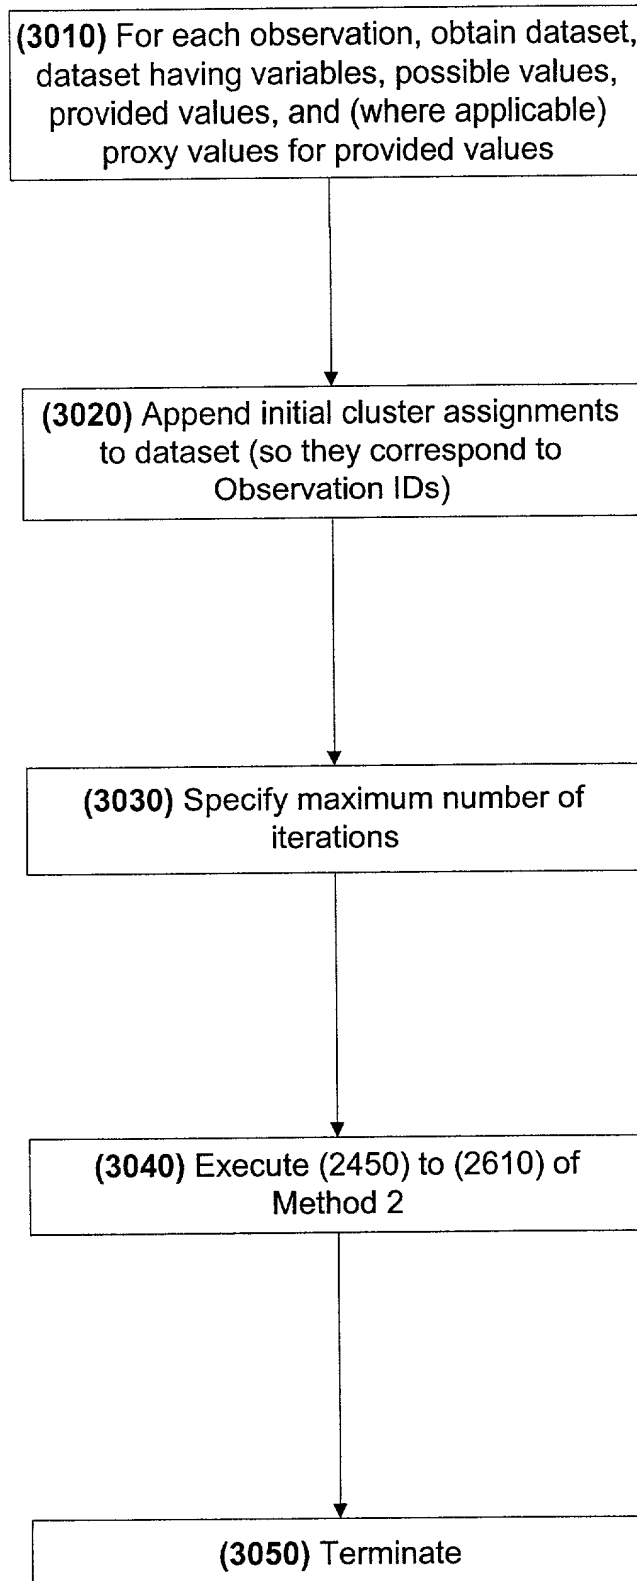 (3010) For each observation, obtain dataset,
dataset having variables, possible values,
provided values, and (where applicable)
proxy values for provided values
(3020) Append initial cluster assignments
to dataset (so they correspond to
Observation IDs)
(3030) Specify maximum number of
iterations
(3040) Execute (2450) to (2610) of
Method 2
(3050) Terminate